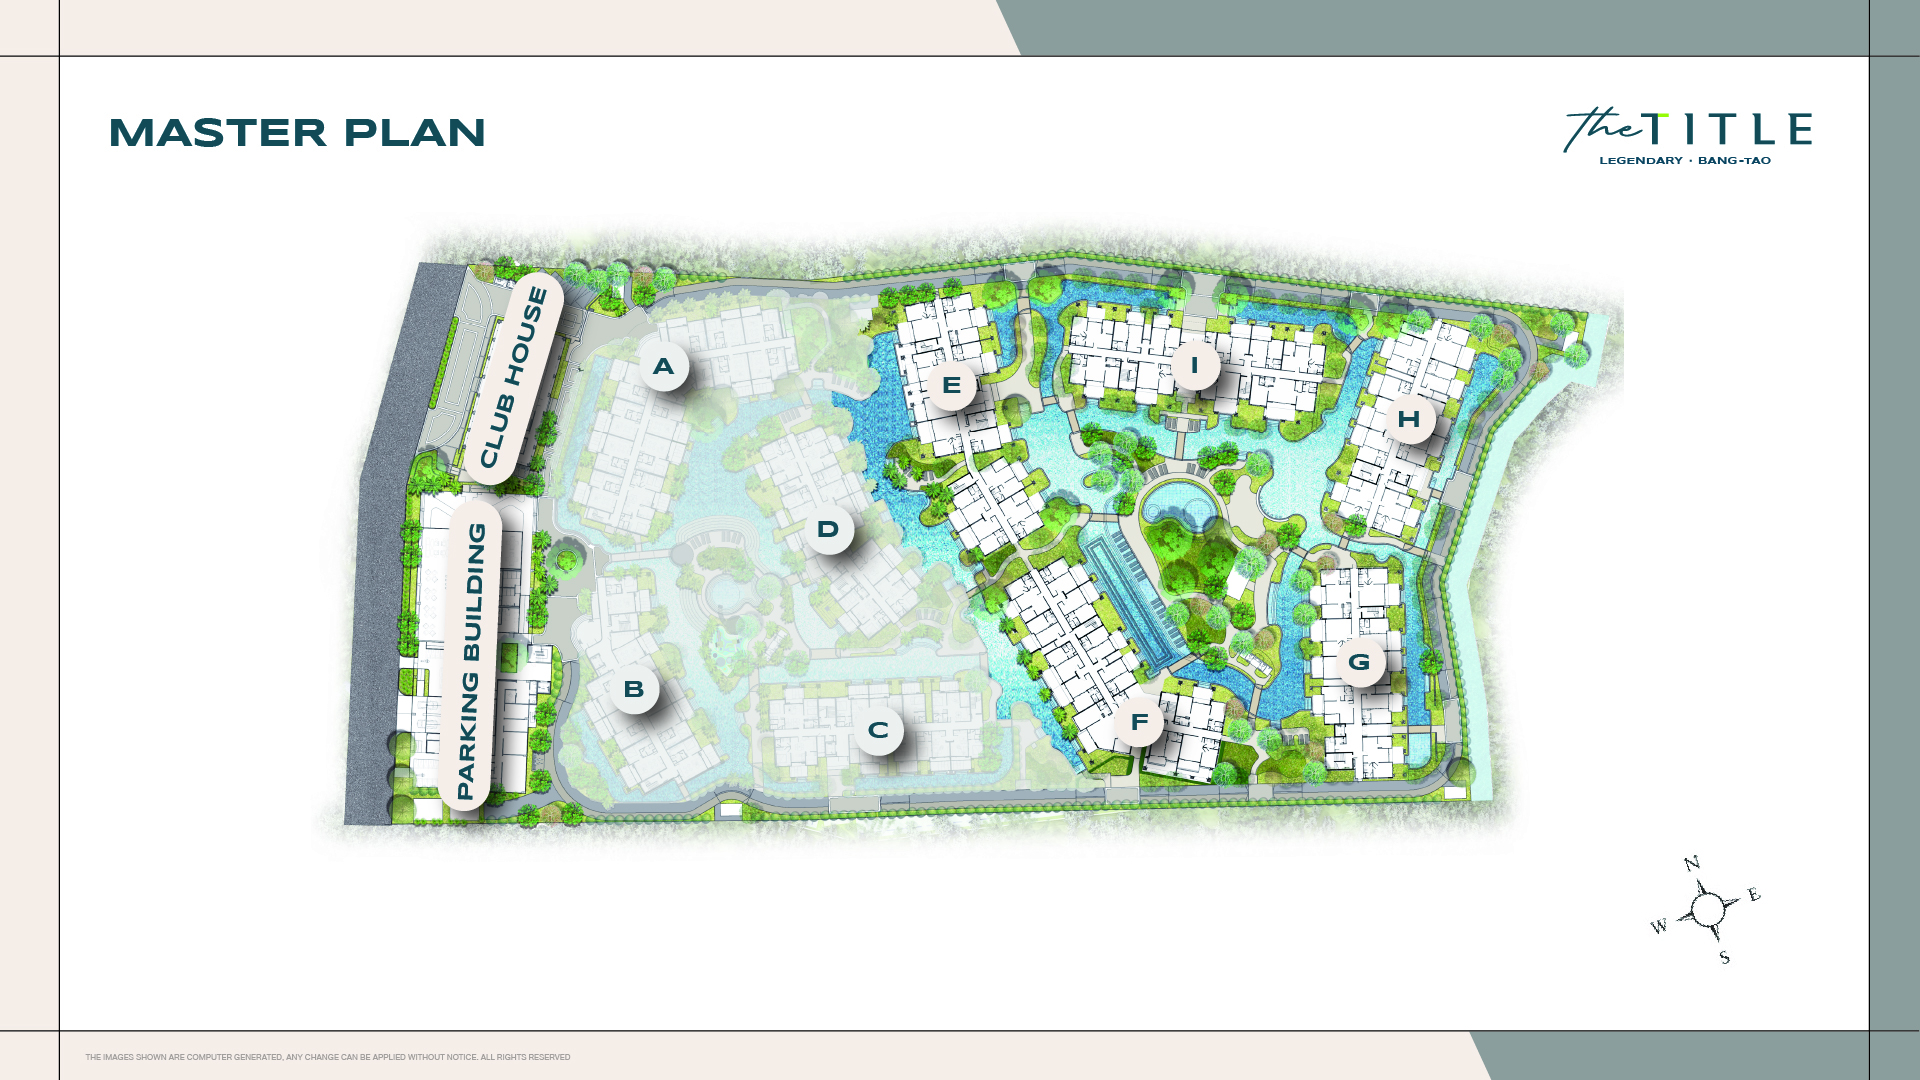 MASTER PLAN
the TITLE
LEGENDARY · BANG-TAO
CLUB HOUSE
A
E
I
H
D
PARKING BUILDING
B
C
F
G
N
E
W
S
THE IMAGES SHOWN ARE COMPUTER GENERATED, ANY CHANGE CAN BE APPLIED WITHOUT NOTICE. ALL RIGHTS RESERVED